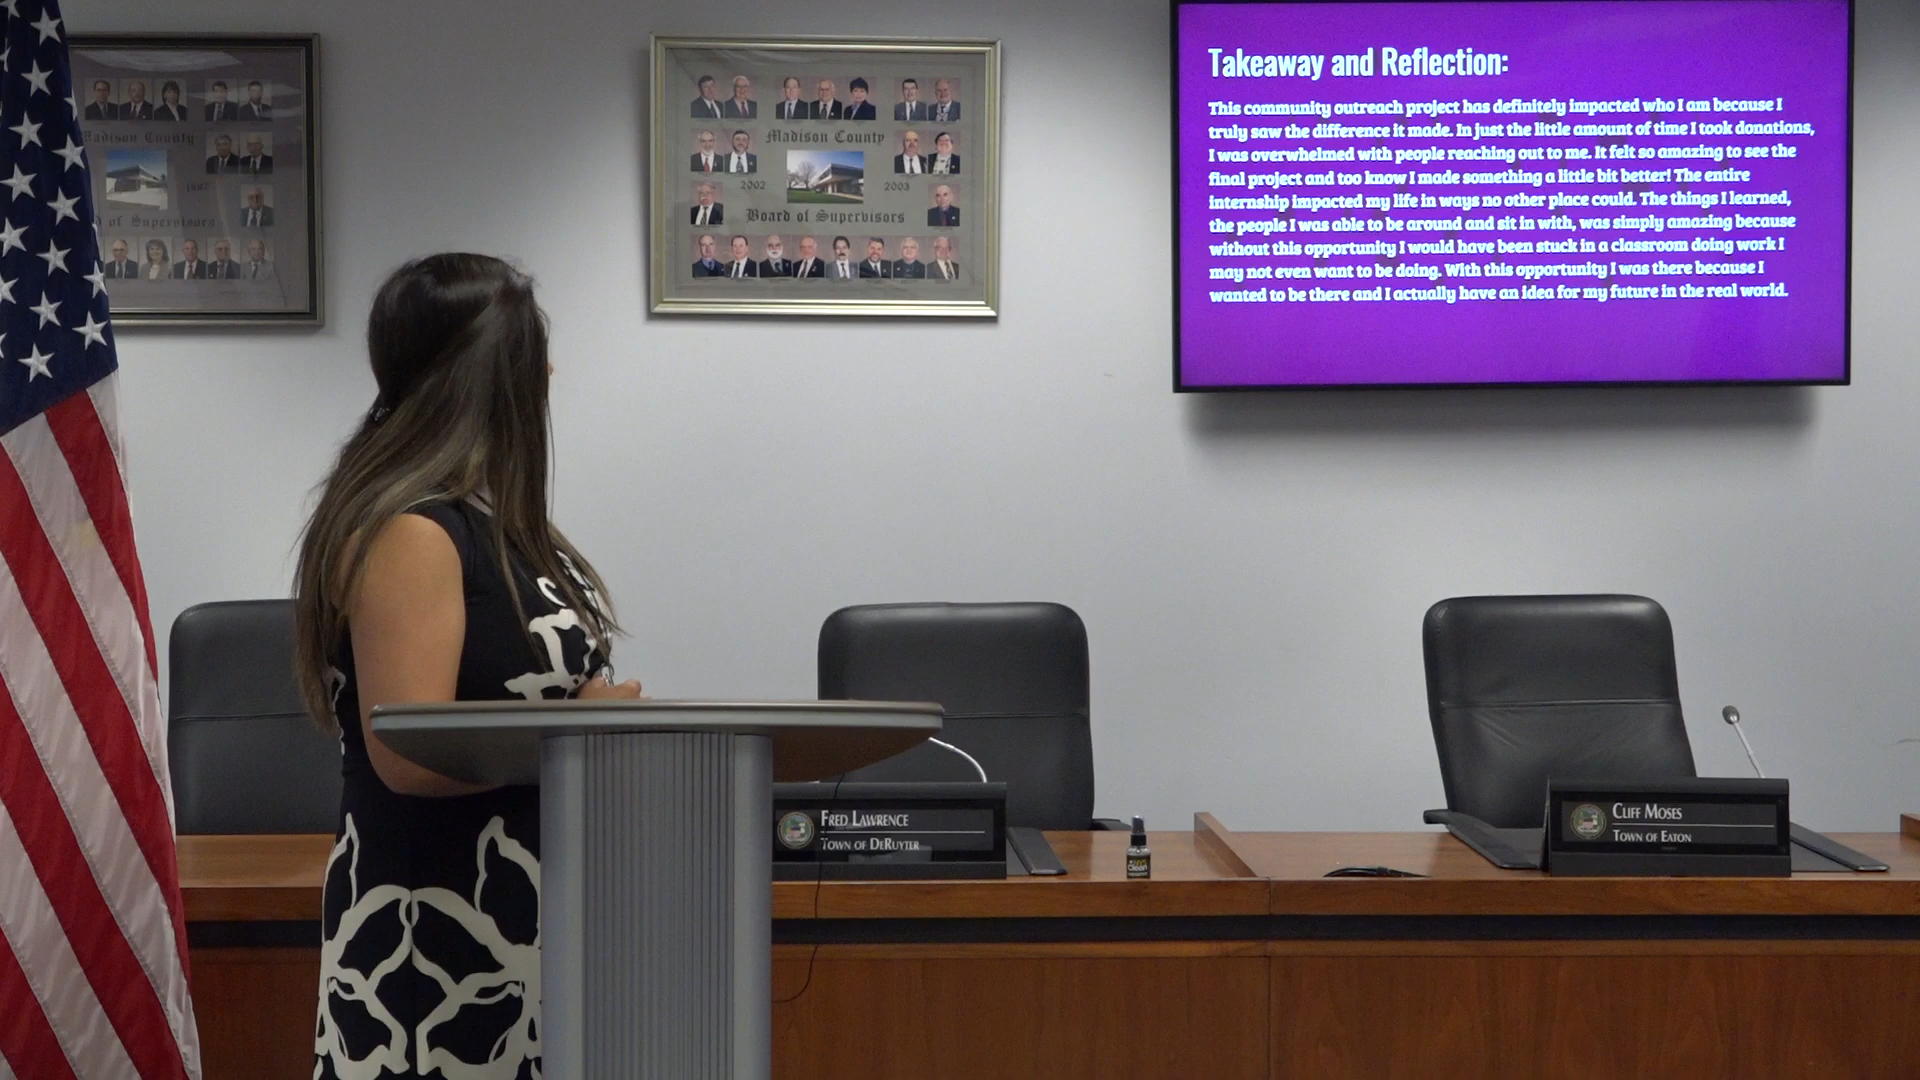 Takeaway and Reflection:
This community outreach project has definitely impacted who I am because I
truly saw the difference it made. In just the little amount of time I took donations,
I was overwhelmed with people reaching out to me. It felt so amazing to see the
final project and too know I made something a little bit better! The entire
internship impacted my life in ways no other place could. The things I learned,
the people I was able to be around and sit in with, was simply amazing because
without this opportunity I would have been stuck in a classroom doing work I
may not even want to be doing. With this opportunity I was there because I
wanted to be there and I actually have an idea for my future in the real world.
Madison County
of Supervisors
Madison County
2002 2003
Board of Supervisors
FRED LAWRENCE
TOWN OF DERUYTER
Clean
CLIFF MOSES
TOWN OF EATON